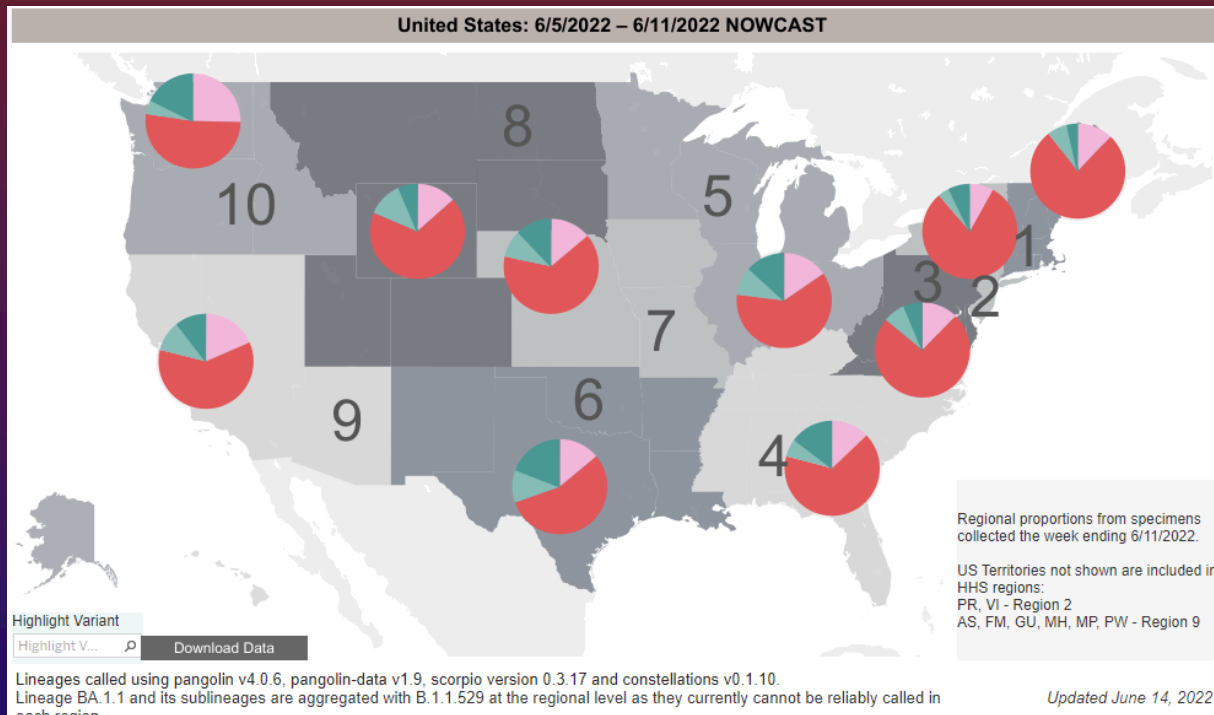 United States: 6/5/2022 – 6/11/2022 NOWCAST
8
10
5
1
3
2
7
6
9
4
Regional proportions from specimens
collected the week ending 6/11/2022.
US Territories not shown are included in
HHS regions:
PR, VI - Region 2
AS, FM, GU, MH, MP, PW - Region 9
Highlight Variant
Highlight V...
Download Data
Lineages called using pangolin v4.0.6, pangolin-data v1.9, scorpio version 0.3.17 and constellations v0.1.10.
Lineage BA.1.1 and its sublineages are aggregated with B.1.1.529 at the regional level as they currently cannot be reliably called in
each region
Updated June 14, 2022